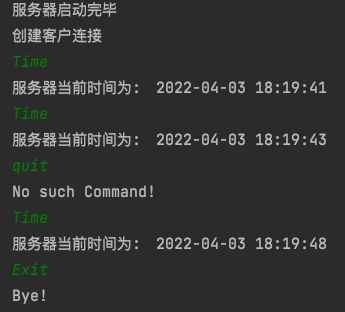 服务器启动完毕
创建客户连接
Time
服务器当前时间为: 2022-04-03 18:19:41
Time
服务器当前时间为: 2022-04-03 18:19:43
quit
No such Command!
Time
服务器当前时间为: 2022-04-03 18:19:48
Exit
Bye!